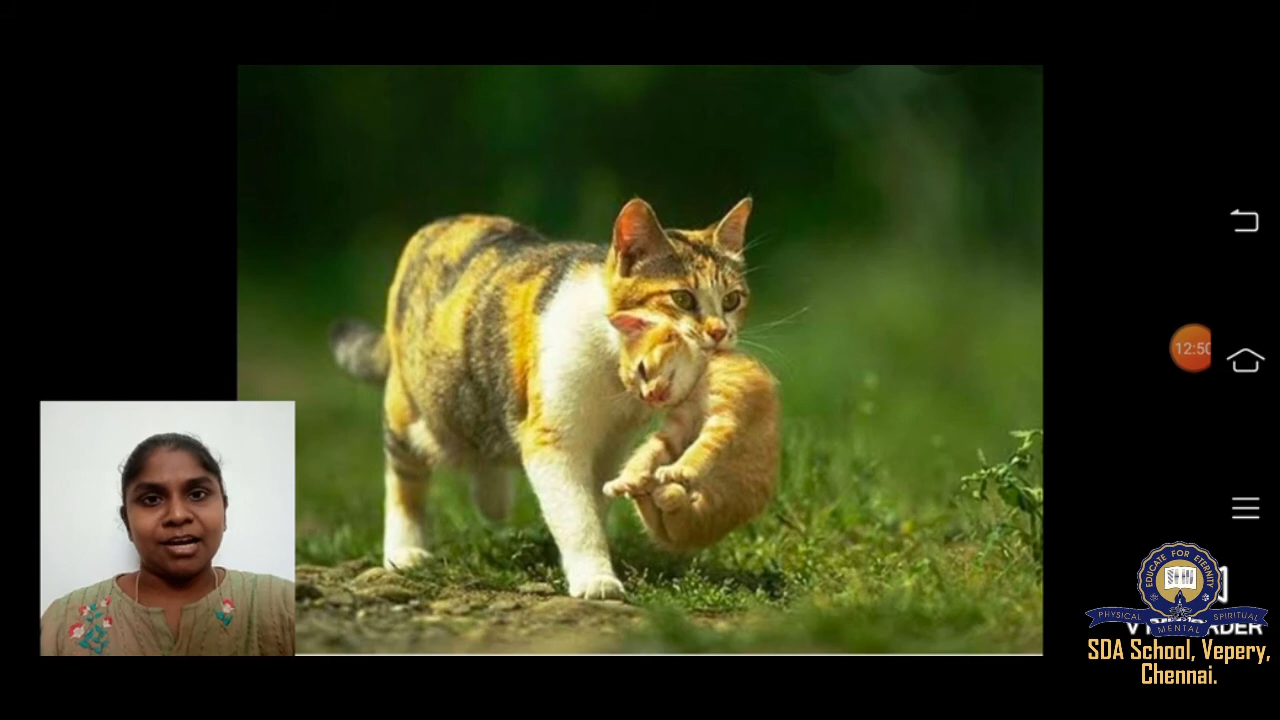 12:50
EDUCATE FOR ETERNITY
PHYSICAL
MENTAL
SPIRITUAL
SDA School, Vepery,
Chennai.